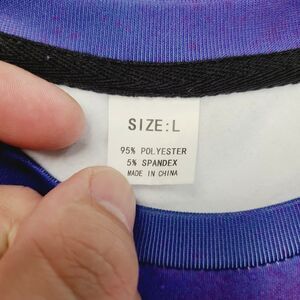 SIZE:L
95% POLYESTER
5% SPANDEX
MADE IN CHINA